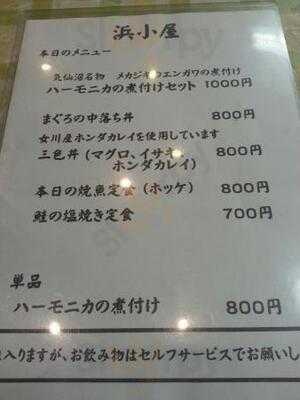 浜小屋
本日のメニュー
気仙沼名物 メカジキのエンガワの煮付け
ハーモニカの煮付けセット 1000円
まぐろの中落ち丼 800円
女川屋ホンダカレイを使用しています
三色丼(マグロ、イサキ、 800円
ホンダカレイ)
本日の焼魚定食(ホッケ) 800円
鮭の塩焼き定食 700円
単品
ハーモニカの煮付け 800円
入りますが、お飲み物はセルフサービスでお願いし